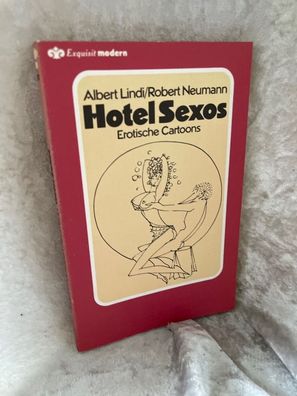 Exquisit modern
Albert Lindi/Robert Neumann
Hotel Sexos
Erotische Cartoons